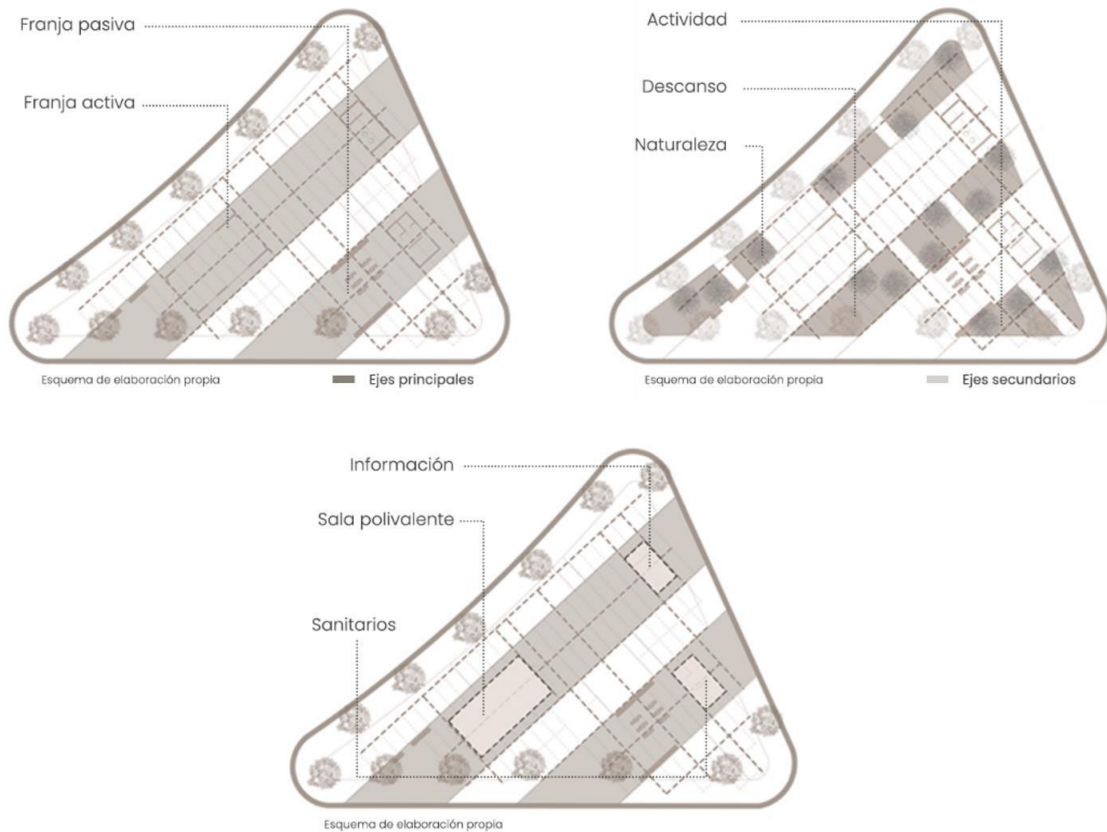 Franja pasiva
Franja activa
Esquema de elaboración propia
Ejes principales
Actividad
Descanso
Naturaleza
Esquema de elaboración propia
Ejes secundarios
Información
Sala polivalente
Sanitarios
Esquema de elaboración propia